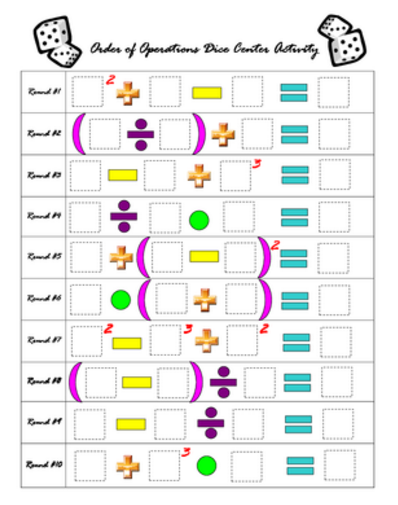 Order of Operations Dice Center Activity
Round #1 2 + - =
Round #2 ( ÷ ) + =
Round #3 - + 3 =
Round #4 ÷ • =
Round #5 + ( - ) 2 =
Round #6 • ( + ) =
Round #7 2 - 3 + 2 =
Round #8 ( - ) ÷ =
Round #9 - ÷ =
Round #10 + 3 • =